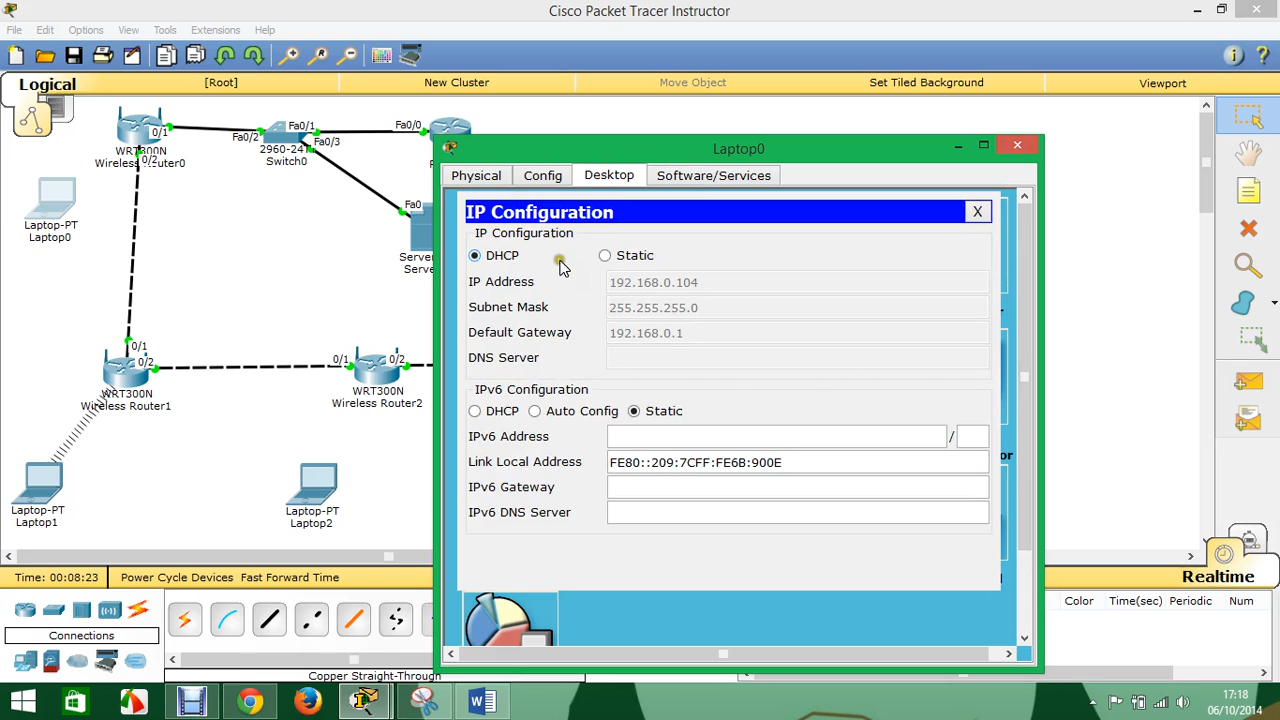 Cisco Packet Tracer Instructor
File Edit Options View Tools Extensions Help
Logical
[Root]
New Cluster
Move Object
Set Tiled Background
Viewport
0/1
Fa0/2
Fa0/1
Fa0/3
Fa0/0
WRT300N
Wireless Router0
0/2
2960-24T
Switch0
Laptop-PT
Laptop0
Fa0
Server
Serve
0/1
0/2
WRT300N
Wireless Router1
0/1
0/2
WRT300N
Wireless Router2
Laptop-PT
Laptop1
Laptop-PT
Laptop2
Laptop0
Physical Config Desktop Software/Services
IP Configuration
X
IP Configuration
DHCP Static
IP Address 192.168.0.104
Subnet Mask 255.255.255.0
Default Gateway 192.168.0.1
DNS Server
IPv6 Configuration
DHCP Auto Config Static
IPv6 Address /
Link Local Address FE80::209:7CFF:FE6B:900E
IPv6 Gateway
IPv6 DNS Server
or
Time: 00:08:23 Power Cycle Devices Fast Forward Time
Realtime
Color Time(sec) Periodic Num
Connections
Copper Straight-Through
17:18
06/10/2014